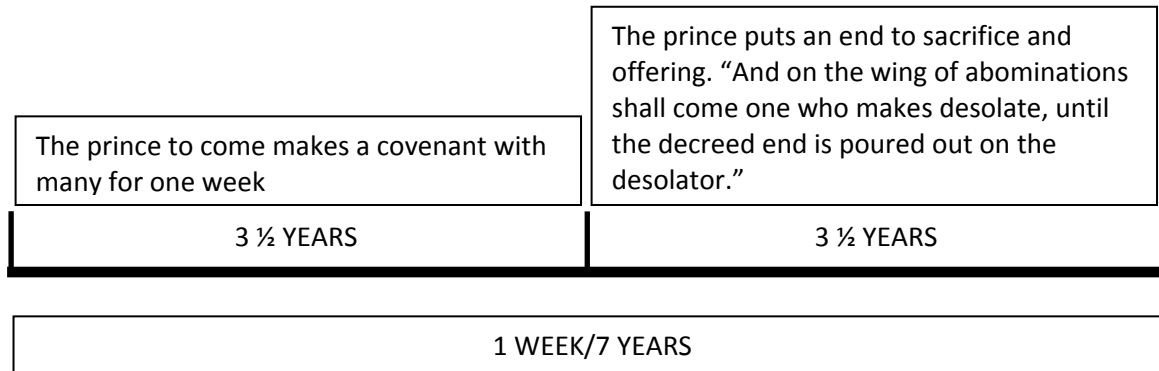 The prince puts an end to sacrifice and
offering. “And on the wing of abominations
shall come one who makes desolate, until
the decreed end is poured out on the
desolator.”
The prince to come makes a covenant with
many for one week
3 ½ YEARS
3 ½ YEARS
1 WEEK/7 YEARS